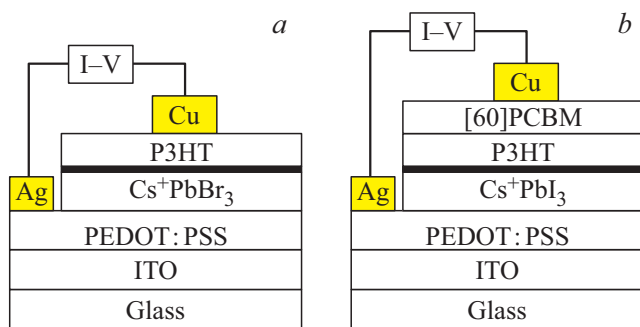 a
I–V
Cu
P3HT
Ag
Cs⁺PbBr₃
PEDOT:PSS
ITO
Glass
b
I–V
Cu
[60]PCBM
P3HT
Ag
Cs⁺PbI₃
PEDOT:PSS
ITO
Glass